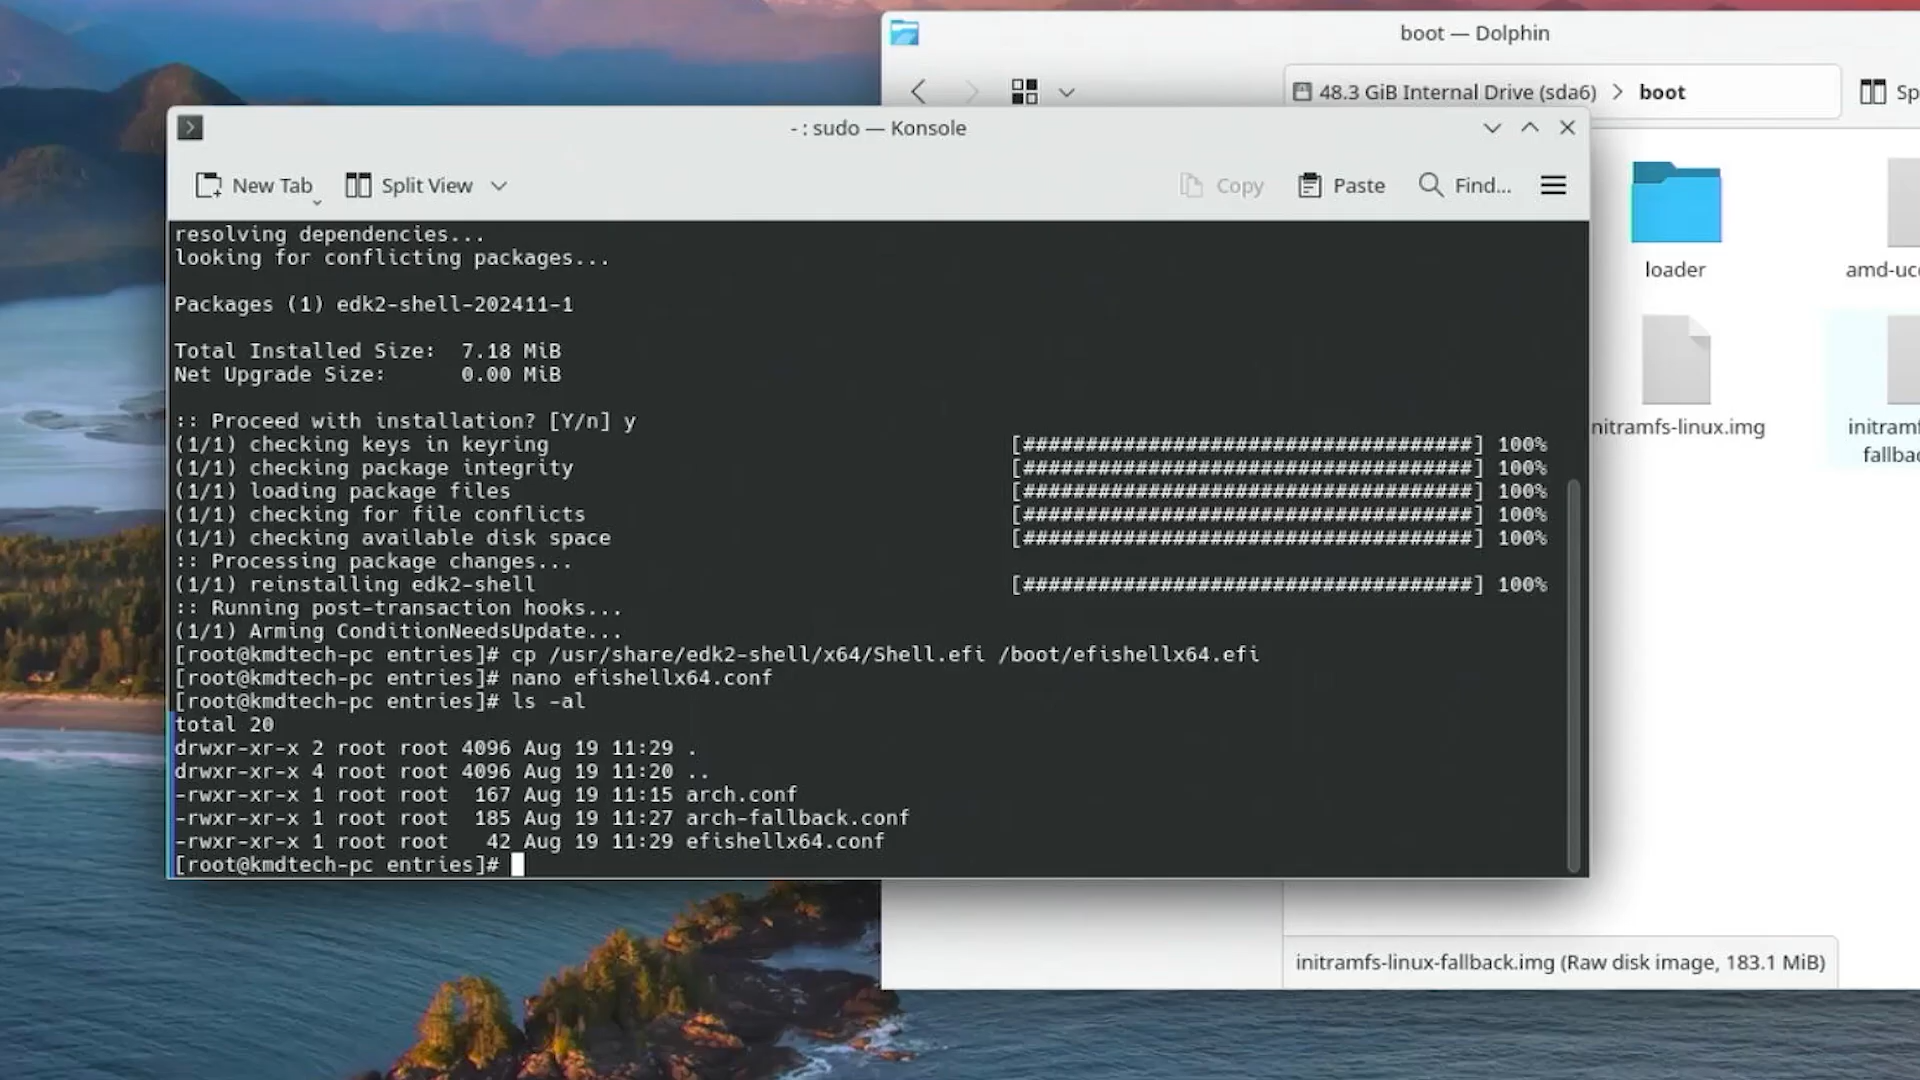 boot — Dolphin
48.3 GiB Internal Drive (sda6) > boot
Sp
- : sudo — Konsole
New Tab
Split View
Copy
Paste
Find...
resolving dependencies...
looking for conflicting packages...
Packages (1) edk2-shell-202411-1
Total Installed Size:  7.18 MiB
Net Upgrade Size:      0.00 MiB
:: Proceed with installation? [Y/n] y
(1/1) checking keys in keyring [####################################] 100%
(1/1) checking package integrity [####################################] 100%
(1/1) loading package files [####################################] 100%
(1/1) checking for file conflicts [####################################] 100%
(1/1) checking available disk space [####################################] 100%
:: Processing package changes...
(1/1) reinstalling edk2-shell [####################################] 100%
:: Running post-transaction hooks...
(1/1) Arming ConditionNeedsUpdate...
[root@kmdtech-pc entries]# cp /usr/share/edk2-shell/x64/Shell.efi /boot/efishellx64.efi
[root@kmdtech-pc entries]# nano efishellx64.conf
[root@kmdtech-pc entries]# ls -al
total 20
drwxr-xr-x 2 root root 4096 Aug 19 11:29 .
drwxr-xr-x 4 root root 4096 Aug 19 11:20 ..
-rwxr-xr-x 1 root root  167 Aug 19 11:15 arch.conf
-rwxr-xr-x 1 root root  185 Aug 19 11:27 arch-fallback.conf
-rwxr-xr-x 1 root root   42 Aug 19 11:29 efishellx64.conf
[root@kmdtech-pc entries]#
loader
amd-uc
nitramfs-linux.img
initramf
fallba
initramfs-linux-fallback.img (Raw disk image, 183.1 MiB)